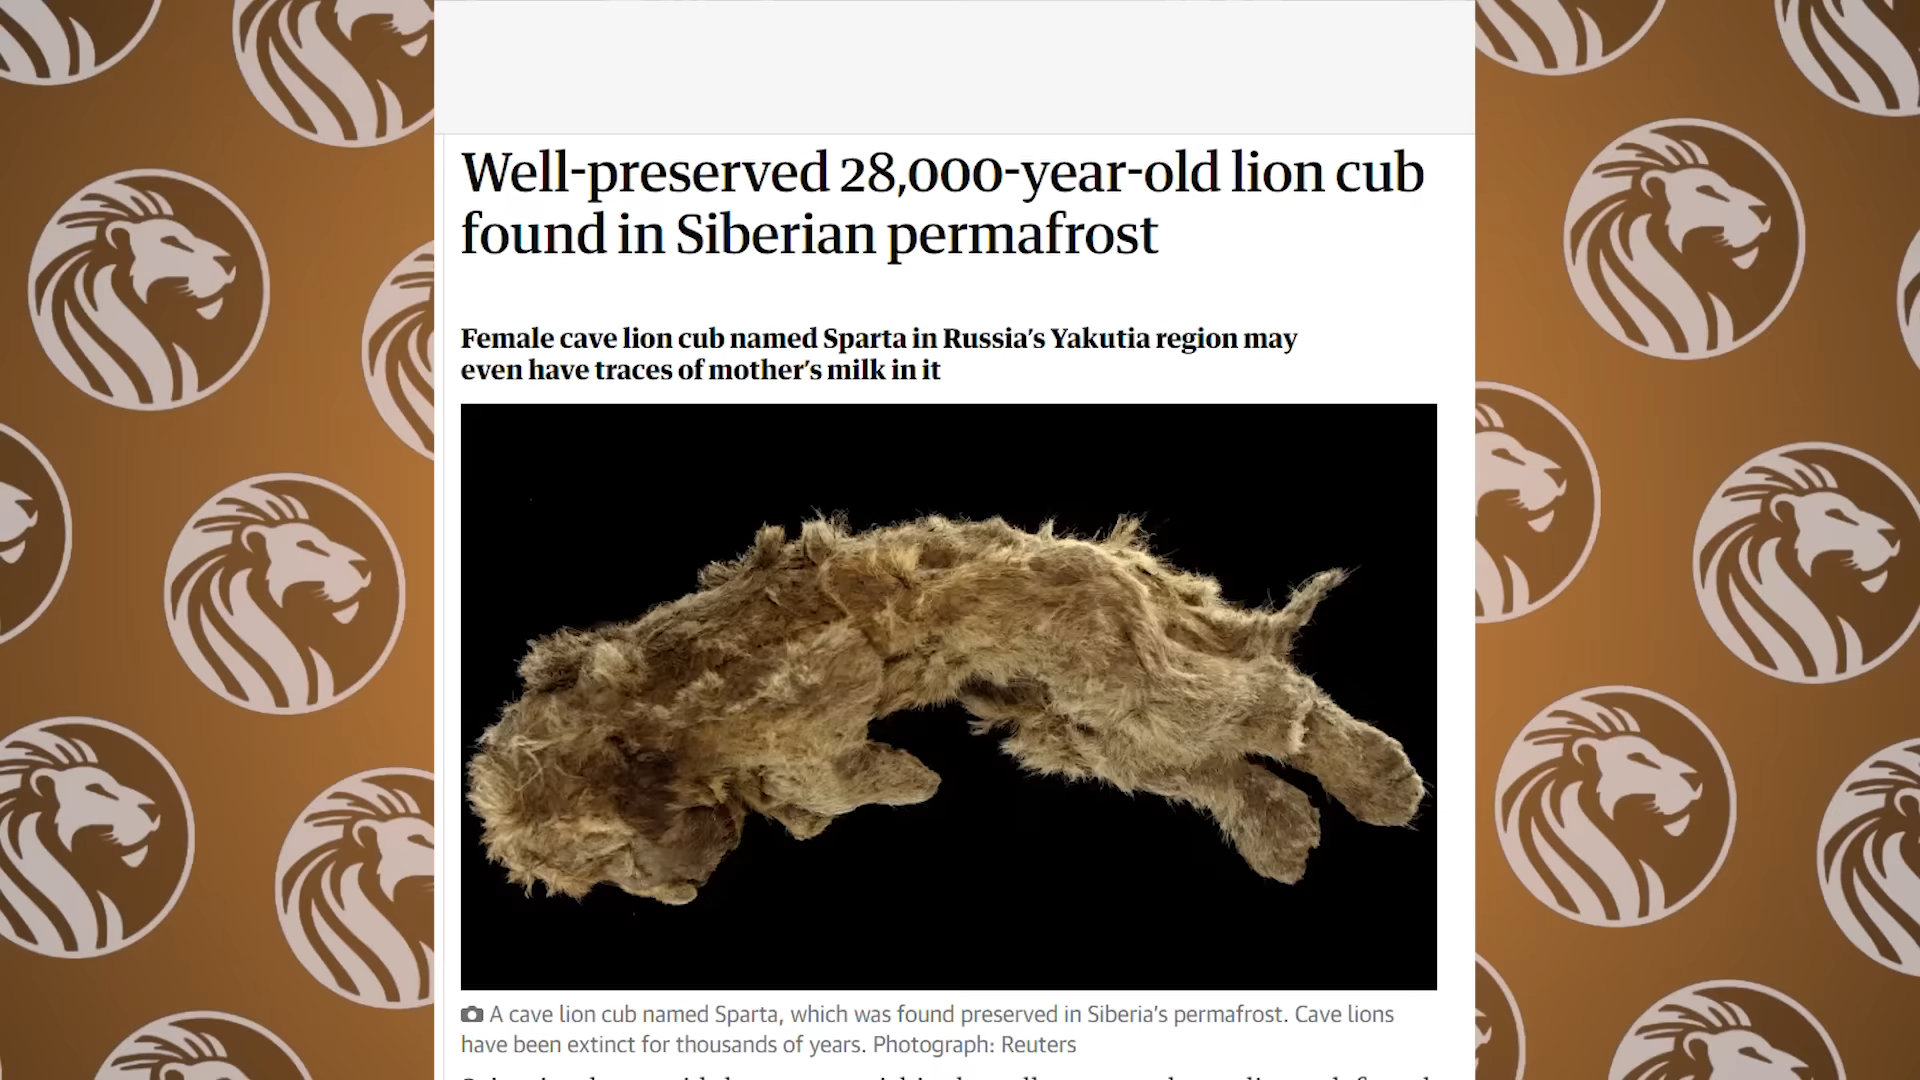 Well-preserved 28,000-year-old lion cub
found in Siberian permafrost
Female cave lion cub named Sparta in Russia’s Yakutia region may
even have traces of mother’s milk in it
A cave lion cub named Sparta, which was found preserved in Siberia’s permafrost. Cave lions
have been extinct for thousands of years. Photograph: Reuters